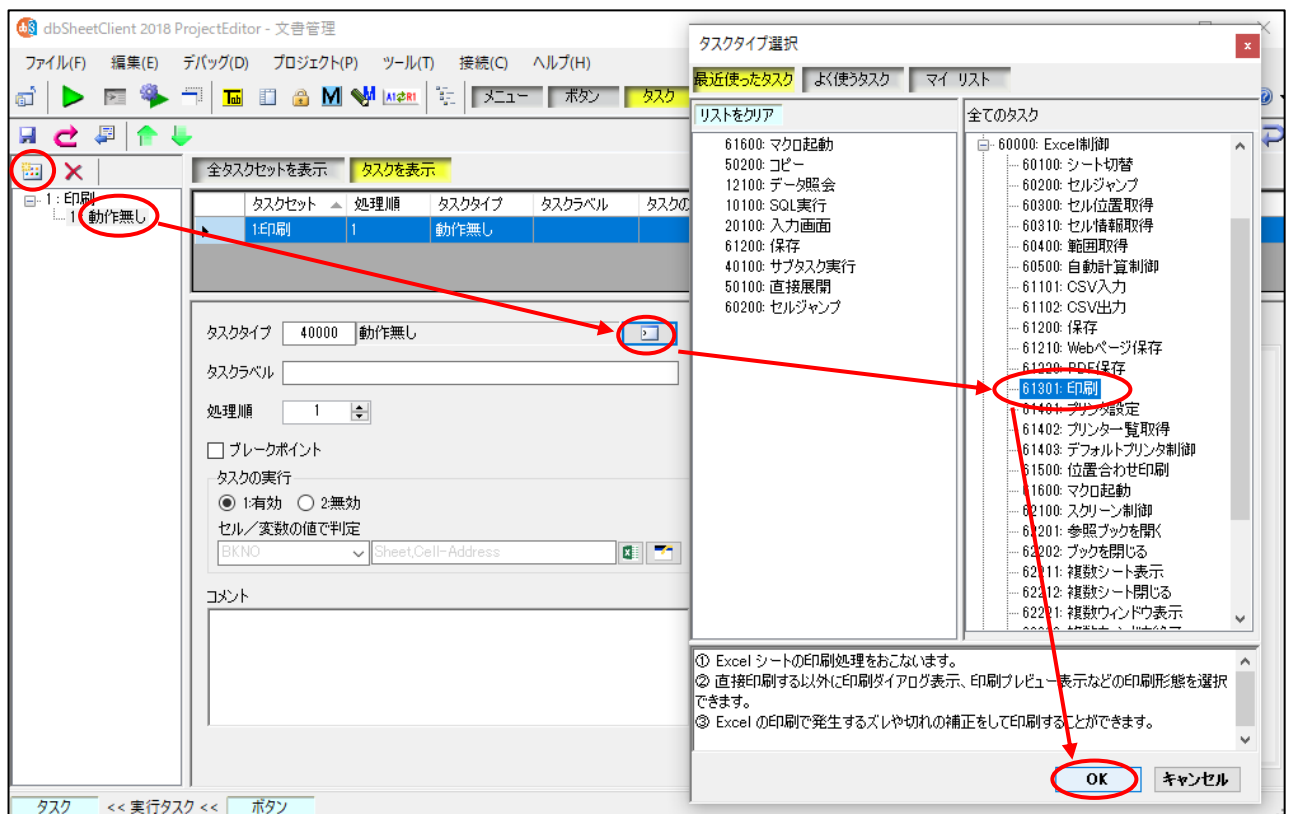 dbSheetClient 2018 ProjectEditor - 文書管理
ファイル(F) 編集(E) デバッグ(D) プロジェクト(P) ツール(T) 接続(C) ヘルプ(H)
Tab M A1⇄R1 メニュー ボタン タスク
全タスクセットを表示 タスクを表示
1 : 印刷
1 動作無し
タスクセット 処理順 タスクタイプ タスクラベル タスクの
1:印刷 1 動作無し
タスクタイプ 40000 動作無し
タスクラベル
処理順 1
ブレークポイント
タスクの実行
1:有効 2:無効
セル/変数の値で判定
BKNO Sheet,Cell-Address
コメント
タスク << 実行タスク << ボタン
タスクタイプ選択
最近使ったタスク よく使うタスク マイ リスト
リストをクリア
61600: マクロ起動
50200: コピー
12100: データ照会
10100: SQL実行
20100: 入力画面
61200: 保存
40100: サブタスク実行
50100: 直接展開
60200: セルジャンプ
全てのタスク
60000: Excel制御
60100: シート切替
60200: セルジャンプ
60300: セル位置取得
60310: セル情報取得
60400: 範囲取得
60500: 自動計算制御
61101: CSV入力
61102: CSV出力
61200: 保存
61210: Webページ保存
61220: PDF保存
61301: 印刷
61401: プリンタ設定
61402: プリンター覧取得
61403: デフォルトプリンタ制御
61500: 位置合わせ印刷
61600: マクロ起動
62100: スクリーン制御
62201: 参照ブックを開く
62202: ブックを閉じる
62211: 複数シート表示
62212: 複数シート閉じる
62221: 複数ウィンドウ表示
① Excel シートの印刷処理をおこないます。
② 直接印刷する以外に印刷ダイアログ表示、印刷プレビュー表示などの印刷形態を選択
できます。
③ Excel の印刷で発生するズレや切れの補正をして印刷することができます。
OK キャンセル